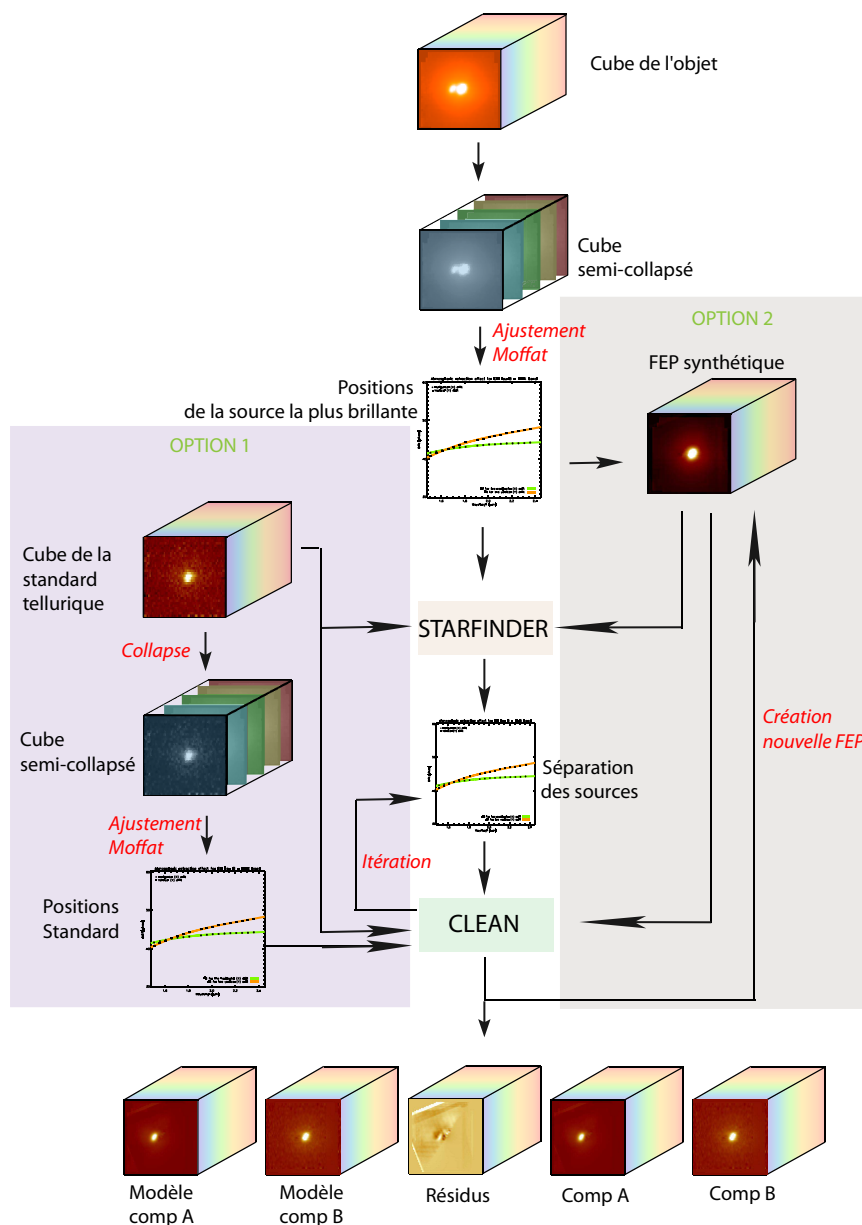 Cube de l'objet
Cube
semi-collapsé
Ajustement
Moffat
OPTION 2
FEP synthétique
Positions
de la source la plus brillante
OPTION 1
Cube de la
standard
tellurique
STARFINDER
Collapse
Cube
semi-collapsé
Séparation
des sources
Création
nouvelle FEP
Ajustement
Moffat
Itération
Positions
Standard
CLEAN
Modèle
comp A
Modèle
comp B
Résidus
Comp A
Comp B